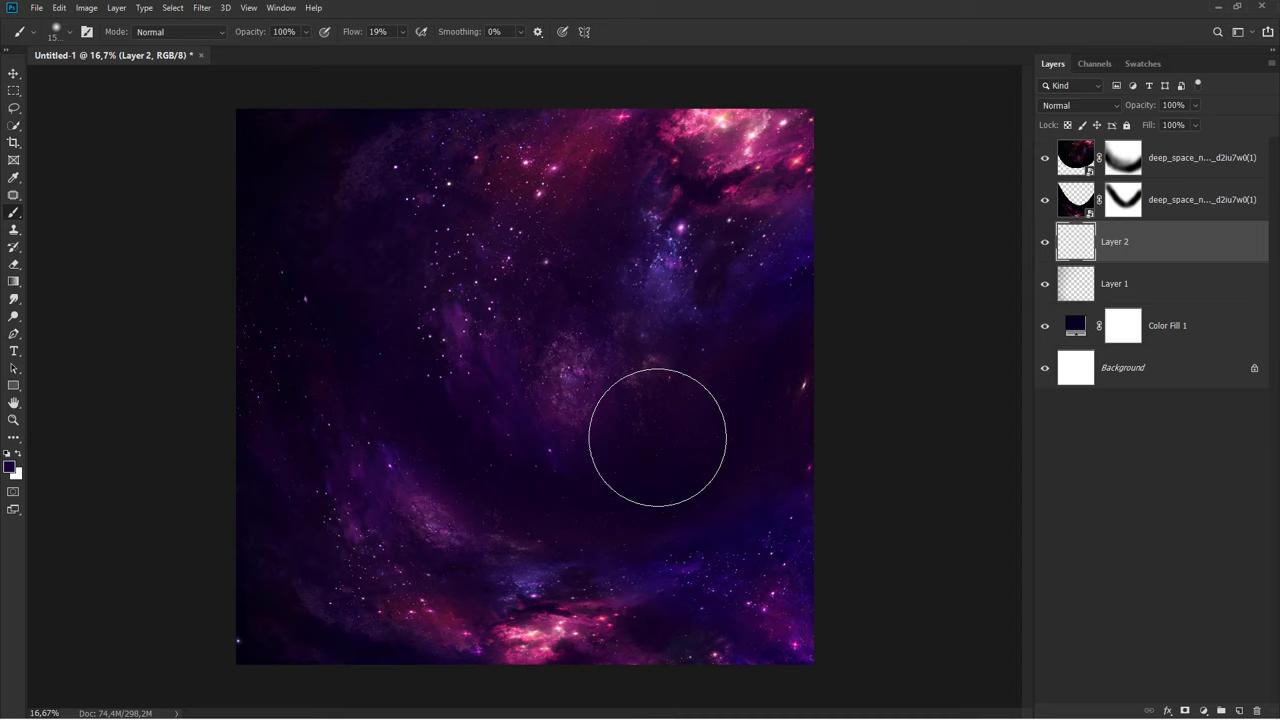 Ps File Edit Image Layer Type Select Filter 3D View Window Help
15... Mode: Normal Opacity: 100% Flow: 19% Smoothing: 0%
Untitled-1 @ 16,7% (Layer 2, RGB/8) * ×
Layers Channels Swatches
Kind
Normal Opacity: 100%
Lock: Fill: 100%
deep_space_n..._d2iu7w0(1)
deep_space_n..._d2iu7w0(1)
Layer 2
Layer 1
Color Fill 1
Background
16,67% Doc: 74,4M/298,2M